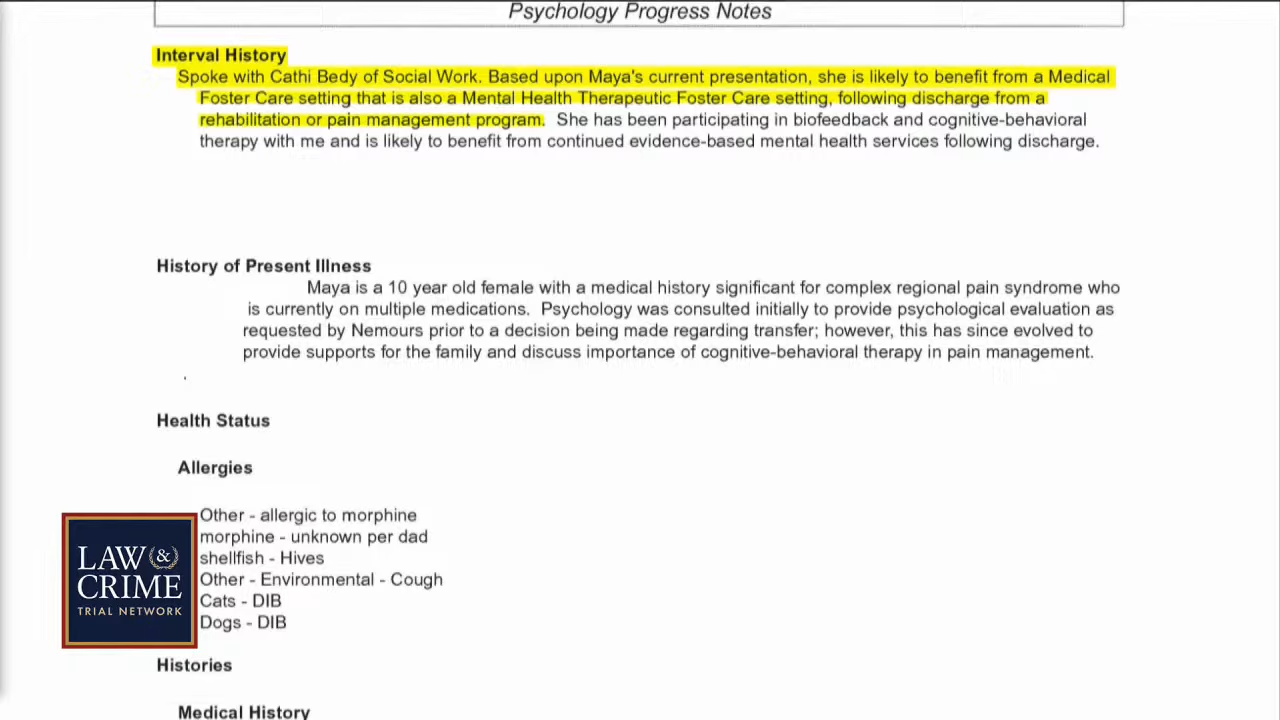 Psychology Progress Notes
Interval History
Spoke with Cathi Bedy of Social Work. Based upon Maya's current presentation, she is likely to benefit from a Medical
Foster Care setting that is also a Mental Health Therapeutic Foster Care setting, following discharge from a
rehabilitation or pain management program. She has been participating in biofeedback and cognitive-behavioral
therapy with me and is likely to benefit from continued evidence-based mental health services following discharge.
History of Present Illness
Maya is a 10 year old female with a medical history significant for complex regional pain syndrome who
is currently on multiple medications. Psychology was consulted initially to provide psychological evaluation as
requested by Nemours prior to a decision being made regarding transfer; however, this has since evolved to
provide supports for the family and discuss importance of cognitive-behavioral therapy in pain management.
.
Health Status
Allergies
Other - allergic to morphine
morphine - unknown per dad
shellfish - Hives
Other - Environmental - Cough
Cats - DIB
Dogs - DIB
Histories
Medical History
LAW &
CRIME
TRIAL NETWORK